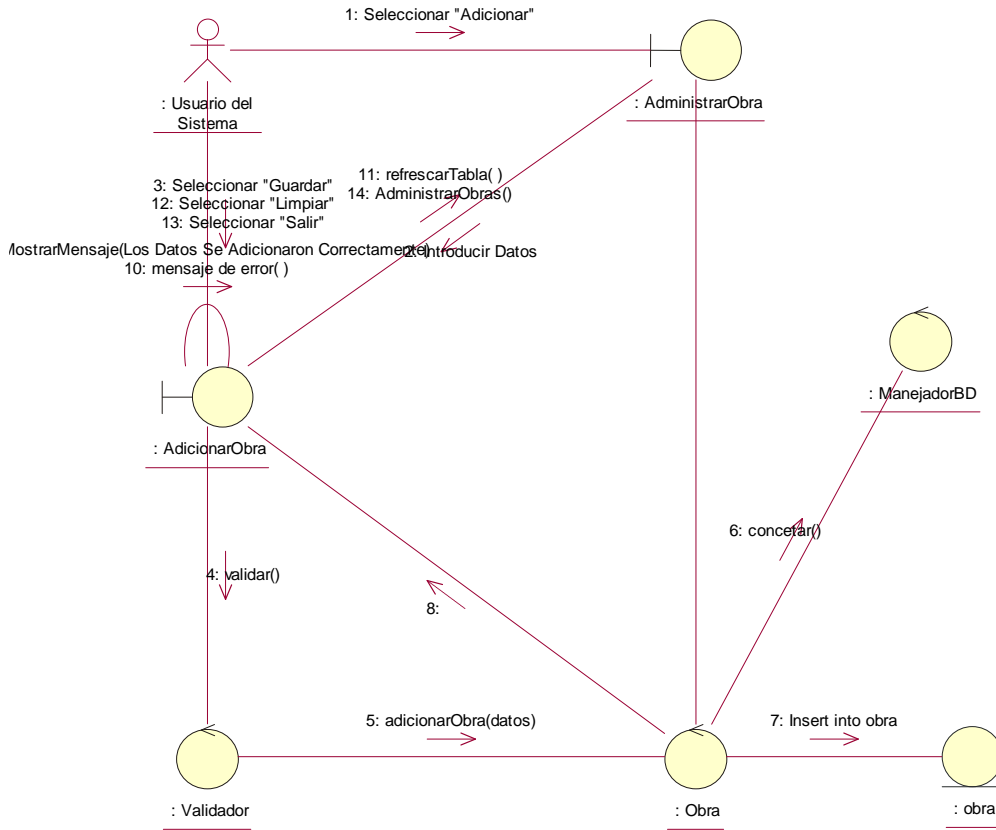 1: Seleccionar "Adicionar"
: Usuario del
Sistema
: AdministrarObra
11: refrescarTabla( )
14: AdministrarObras()
3: Seleccionar "Guardar"
12: Seleccionar "Limpiar"
13: Seleccionar "Salir"
MostrarMensaje(Los Datos Se Adicionaron Correctamente)
2: Introducir Datos
10: mensaje de error( )
: ManejadorBD
: AdicionarObra
6: concetar()
4: validar()
8:
5: adicionarObra(datos)
7: Insert into obra
: Validador
: Obra
: obra